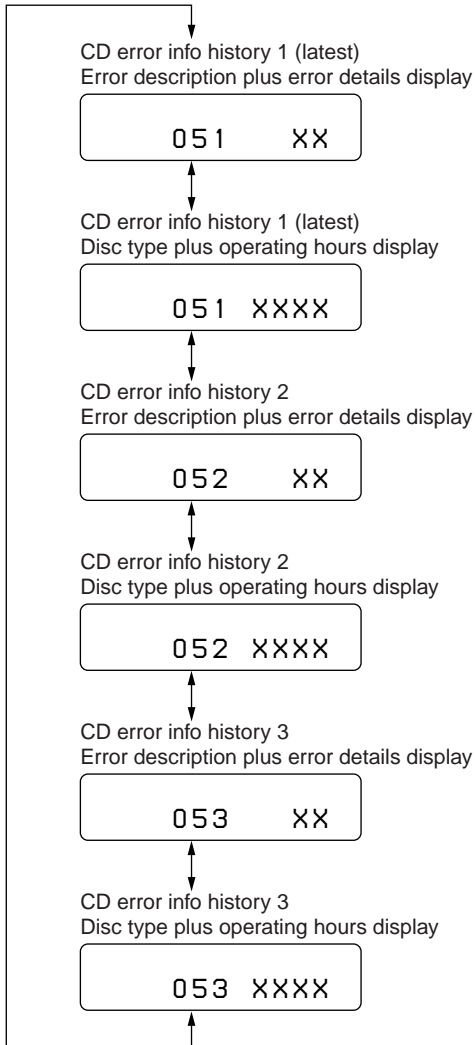 CD error info history 1 (latest)
Error description plus error details display
051 XX
CD error info history 1 (latest)
Disc type plus operating hours display
051 XXXX
CD error info history 2
Error description plus error details display
052 XX
CD error info history 2
Disc type plus operating hours display
052 XXXX
CD error info history 3
Error description plus error details display
053 XX
CD error info history 3
Disc type plus operating hours display
053 XXXX